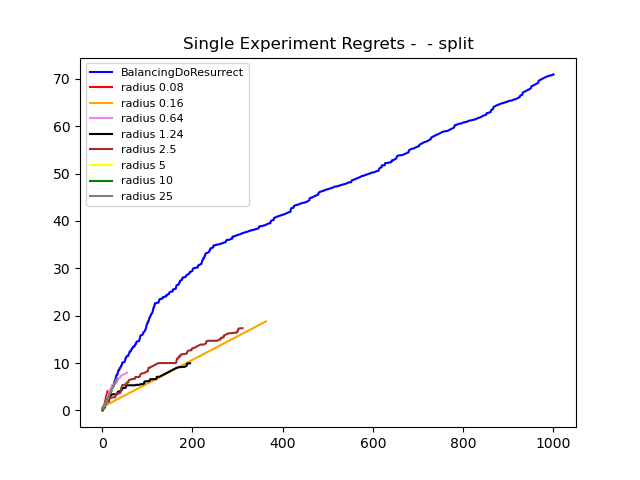 Single Experiment Regrets -  - split
BalancingDoResurrect
radius 0.08
radius 0.16
radius 0.64
radius 1.24
radius 2.5
radius 5
radius 10
radius 25
70
60
50
40
30
20
10
0
0 200 400 600 800 1000